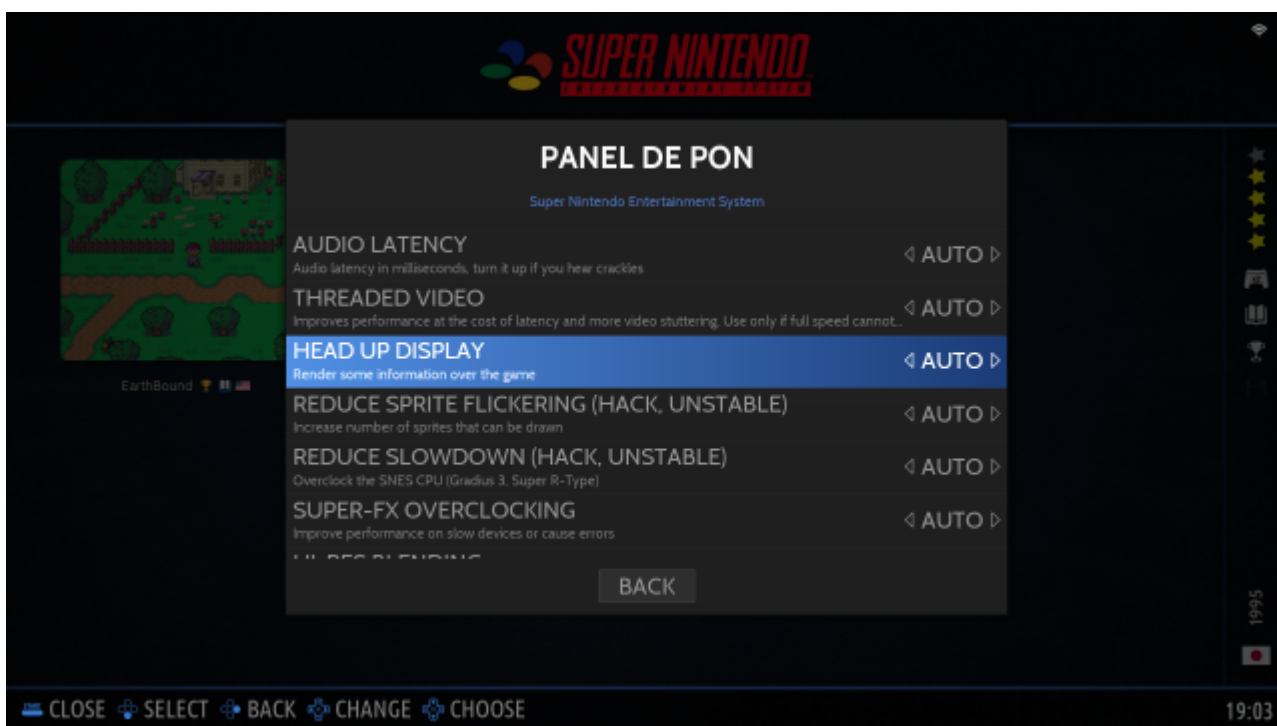 SUPER NINTENDO
ENTERTAINMENT SYSTEM
PANEL DE PON
Super Nintendo Entertainment System
AUDIO LATENCY
Audio latency in milliseconds, turn it up if you hear crackles
AUTO
THREADED VIDEO
Improves performance at the cost of latency and more video stuttering. Use only if full speed cannot...
AUTO
HEAD UP DISPLAY
Render some information over the game
AUTO
REDUCE SPRITE FLICKERING (HACK, UNSTABLE)
Increase number of sprites that can be drawn
AUTO
REDUCE SLOWDOWN (HACK, UNSTABLE)
Overclock the SNES CPU (Gradius 3, Super R-Type)
AUTO
SUPER-FX OVERCLOCKING
Improve performance on slow devices or cause errors
AUTO
BACK
EarthBound
1995
CLOSE SELECT BACK CHANGE CHOOSE
19:03